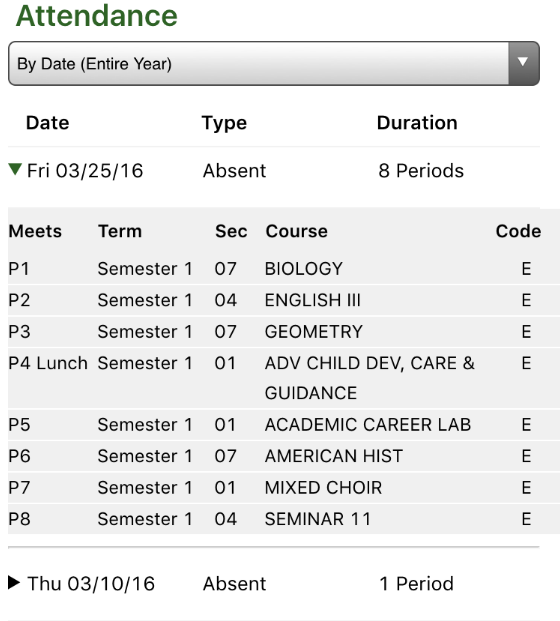 Attendance
By Date (Entire Year)
Date Type Duration
Fri 03/25/16 Absent 8 Periods
Meets Term Sec Course Code
P1 Semester 1 07 BIOLOGY E
P2 Semester 1 04 ENGLISH III E
P3 Semester 1 07 GEOMETRY E
P4 Lunch Semester 1 01 ADV CHILD DEV, CARE & E
GUIDANCE
P5 Semester 1 01 ACADEMIC CAREER LAB E
P6 Semester 1 07 AMERICAN HIST E
P7 Semester 1 01 MIXED CHOIR E
P8 Semester 1 04 SEMINAR 11 E
Thu 03/10/16 Absent 1 Period